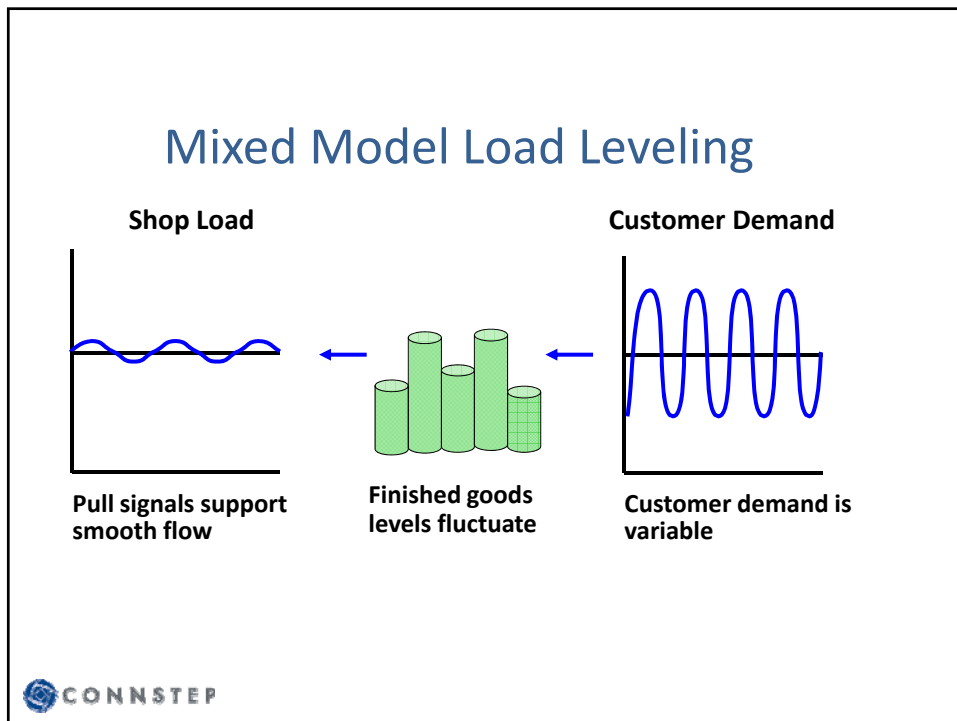 Mixed Model Load Leveling
Shop Load
Customer Demand
Pull signals support
smooth flow
Finished goods
levels fluctuate
Customer demand is
variable
CONNSTEP